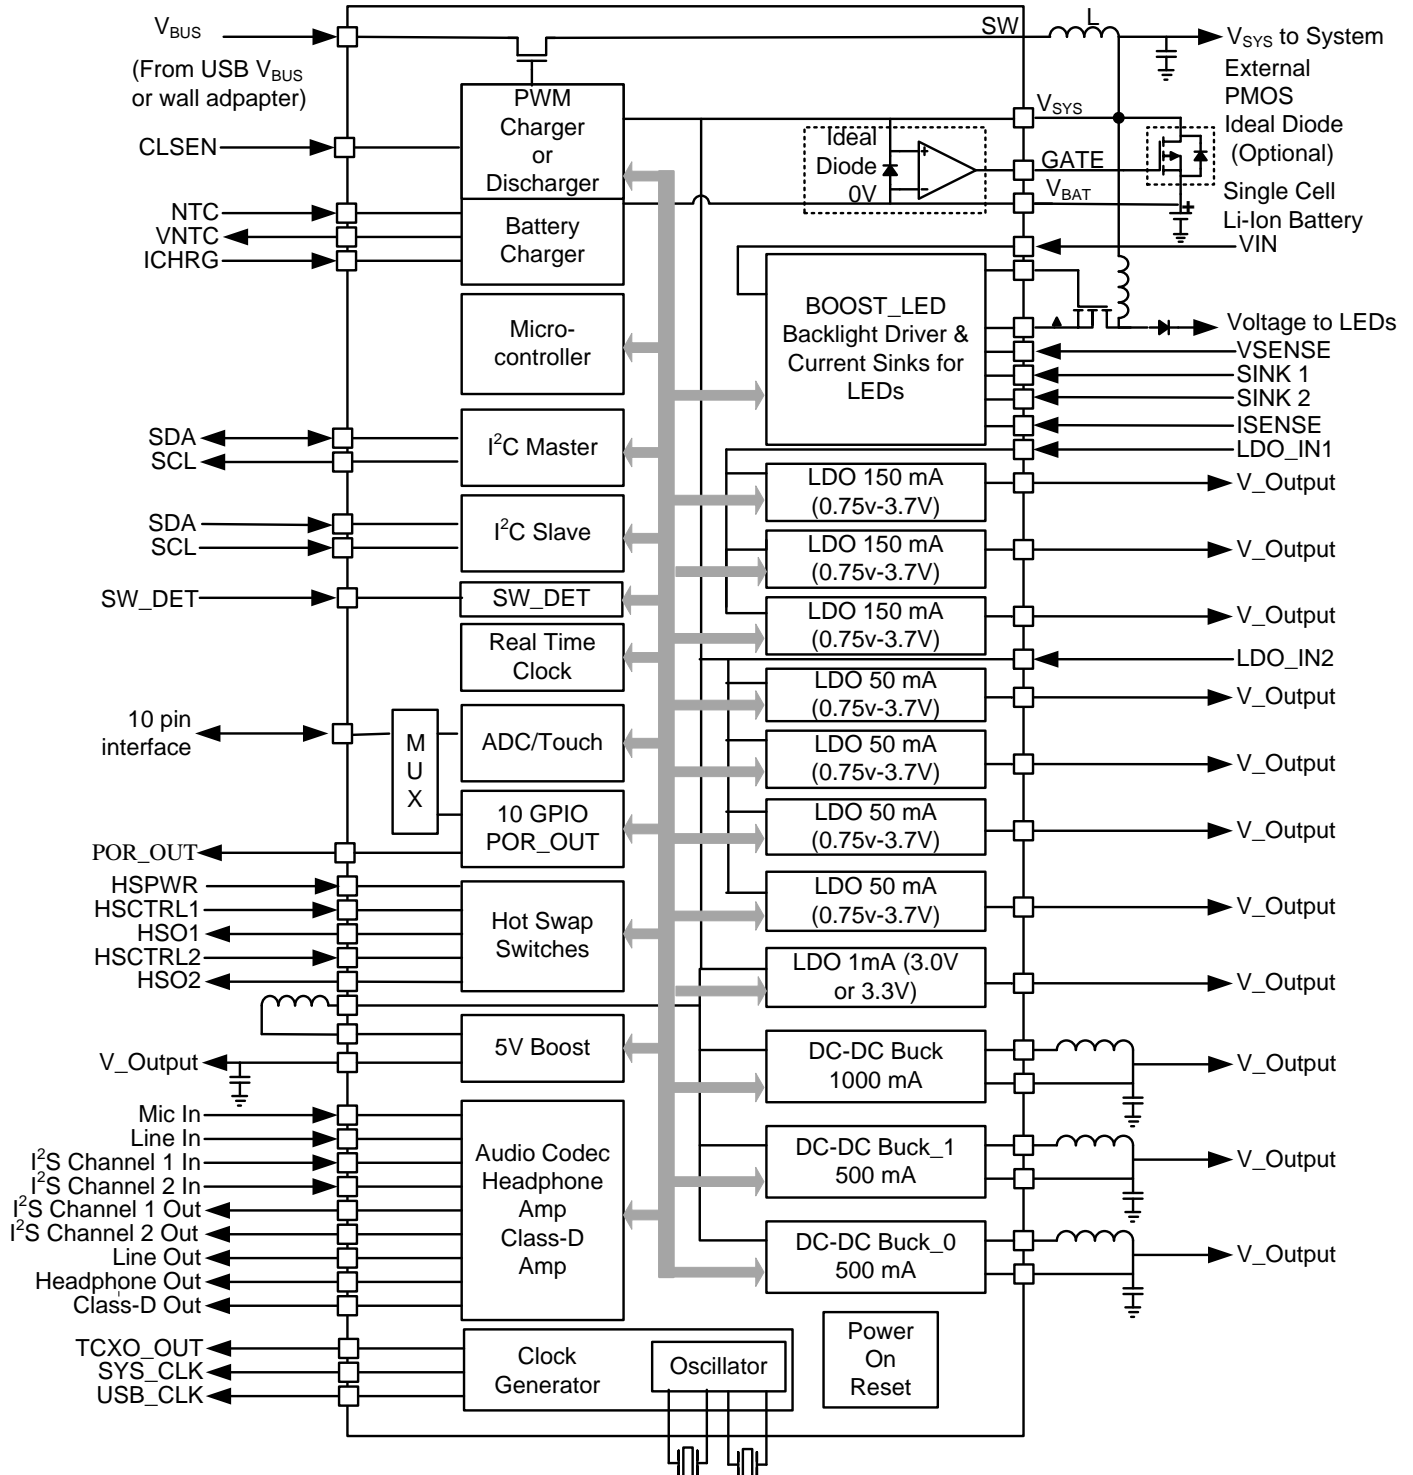 V_BUS
(From USB V_BUS
or wall adpapter)
CLSEN
NTC
VNTC
ICHRG
SDA
SCL
SDA
SCL
SW_DET
10 pin
interface
POR_OUT
HSPWR
HSCTRL1
HSO1
HSCTRL2
HSO2
V_Output
Mic In
Line In
I²S Channel 1 In
I²S Channel 2 In
I²S Channel 1 Out
I²S Channel 2 Out
Line Out
Headphone Out
Class-D Out
TCXO_OUT
SYS_CLK
USB_CLK
PWM
Charger
or
Discharger
Battery
Charger
Micro-
controller
I²C Master
I²C Slave
SW_DET
Real Time
Clock
M
U
X
ADC/Touch
10 GPIO
POR_OUT
Hot Swap
Switches
5V Boost
Audio Codec
Headphone
Amp
Class-D
Amp
Clock
Generator
Oscillator
Power
On
Reset
SW
L
V_SYS
Ideal
Diode
0V
+
−
GATE
V_BAT
+
BOOST_LED
Backlight Driver &
Current Sinks for
LEDs
LDO 150 mA
(0.75v-3.7V)
LDO 150 mA
(0.75v-3.7V)
LDO 150 mA
(0.75v-3.7V)
LDO 50 mA
(0.75v-3.7V)
LDO 50 mA
(0.75v-3.7V)
LDO 50 mA
(0.75v-3.7V)
LDO 50 mA
(0.75v-3.7V)
LDO 1mA (3.0V
or 3.3V)
DC-DC Buck
1000 mA
DC-DC Buck_1
500 mA
DC-DC Buck_0
500 mA
V_SYS to System
External
PMOS
Ideal Diode
(Optional)
Single Cell
Li-Ion Battery
VIN
Voltage to LEDs
VSENSE
SINK 1
SINK 2
ISENSE
LDO_IN1
V_Output
V_Output
V_Output
LDO_IN2
V_Output
V_Output
V_Output
V_Output
V_Output
V_Output
V_Output
V_Output